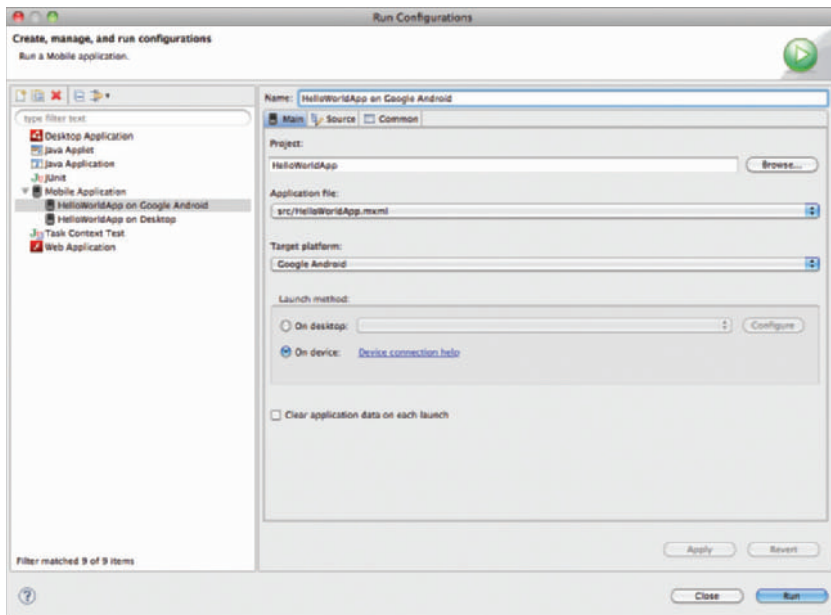 Run Configurations
Create, manage, and run configurations
Run a Mobile application.
type filter text
Desktop Application
Java Applet
Java Application
JUnit
Mobile Application
HelloWorldApp on Google Android
HelloWorldApp on Desktop
Task Context Test
Web Application
Filter matched 9 of 9 items
Name: HelloWorldApp on Google Android
Main Source Common
Project:
HelloWorldApp Browse...
Application file:
src/HelloWorldApp.mxml
Target platform:
Google Android
Launch method:
On desktop: Configure
On device: Device connection help
Clear application data on each launch
Apply Revert
Close Run